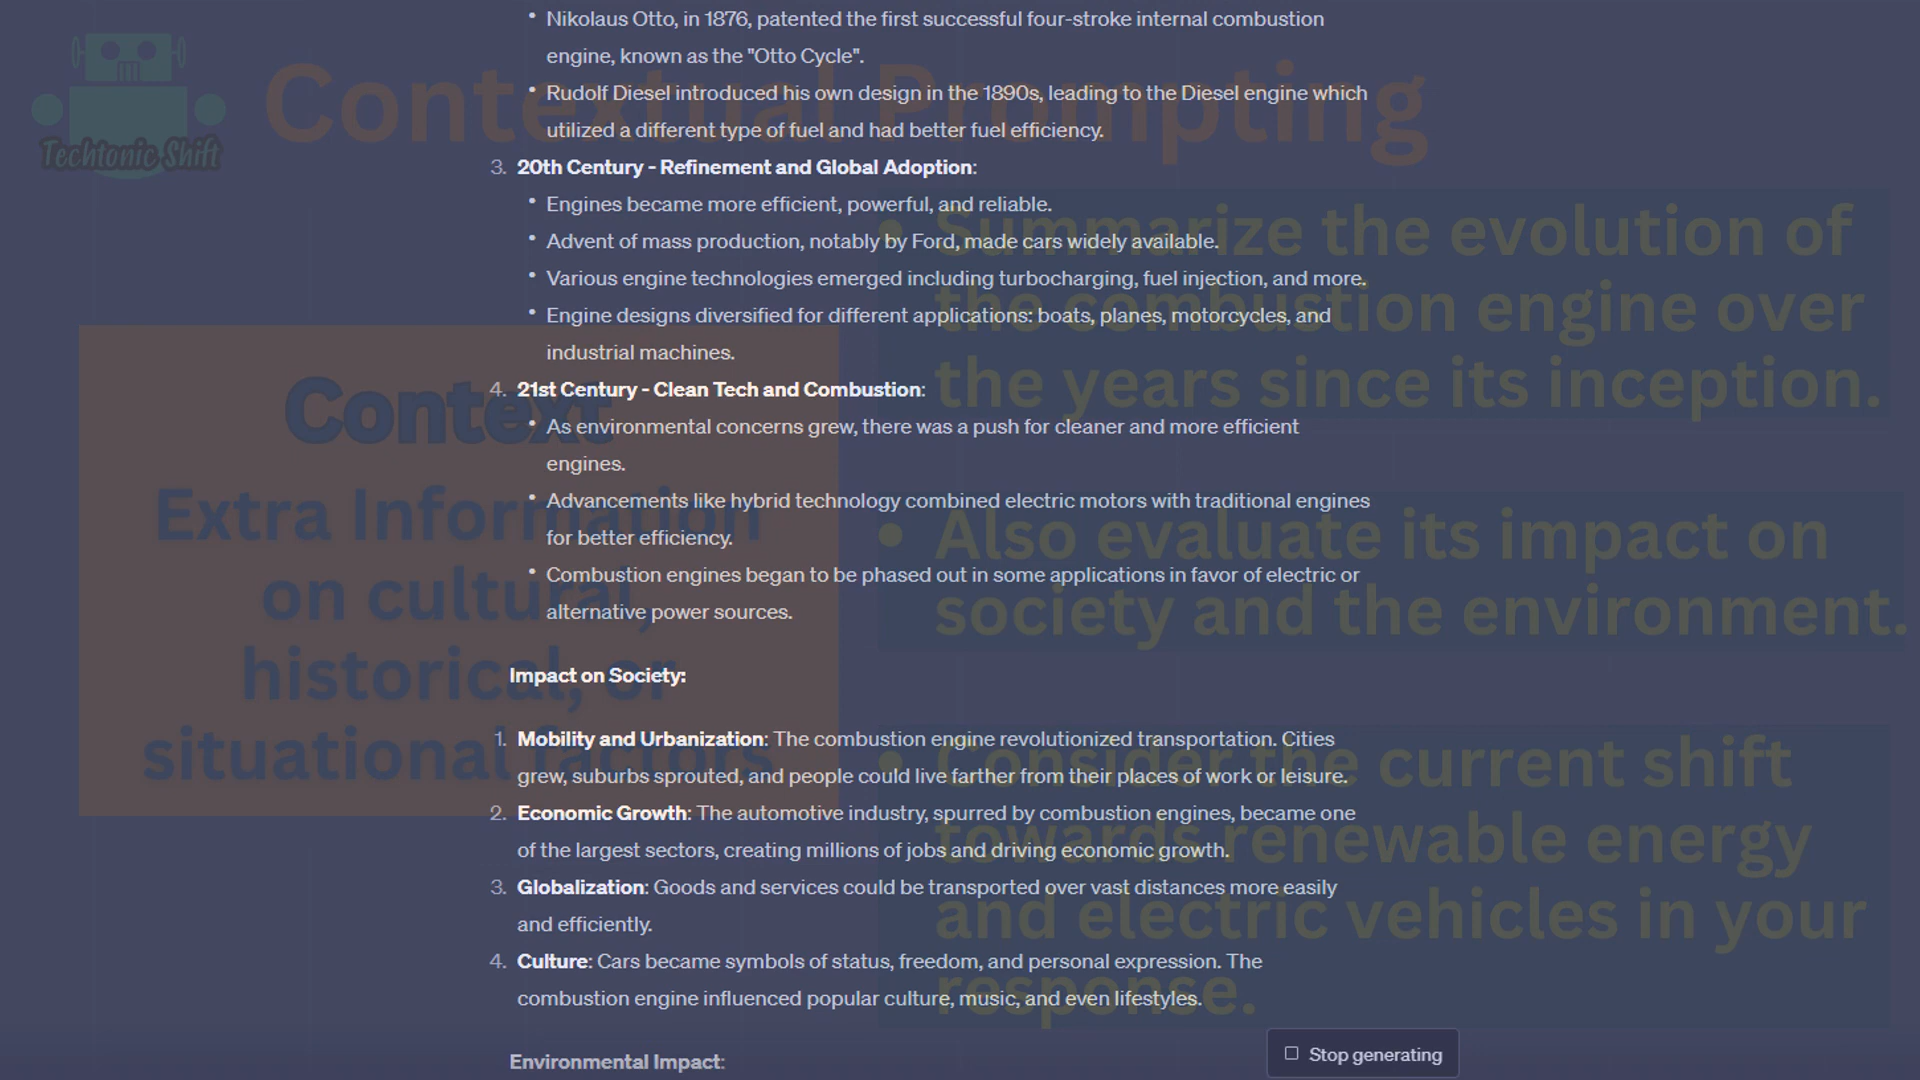 Techtonic Shift
Contextual Prompting
• Nikolaus Otto, in 1876, patented the first successful four-stroke internal combustion
engine, known as the "Otto Cycle".
• Rudolf Diesel introduced his own design in the 1890s, leading to the Diesel engine which
utilized a different type of fuel and had better fuel efficiency.
3. 20th Century - Refinement and Global Adoption:
• Engines became more efficient, powerful, and reliable.
• Advent of mass production, notably by Ford, made cars widely available.
• Various engine technologies emerged including turbocharging, fuel injection, and more.
• Engine designs diversified for different applications: boats, planes, motorcycles, and
industrial machines.
4. 21st Century - Clean Tech and Combustion:
• As environmental concerns grew, there was a push for cleaner and more efficient
engines.
• Advancements like hybrid technology combined electric motors with traditional engines
for better efficiency.
• Combustion engines began to be phased out in some applications in favor of electric or
alternative power sources.
Impact on Society:
1. Mobility and Urbanization: The combustion engine revolutionized transportation. Cities
grew, suburbs sprouted, and people could live farther from their places of work or leisure.
2. Economic Growth: The automotive industry, spurred by combustion engines, became one
of the largest sectors, creating millions of jobs and driving economic growth.
3. Globalization: Goods and services could be transported over vast distances more easily
and efficiently.
4. Culture: Cars became symbols of status, freedom, and personal expression. The
combustion engine influenced popular culture, music, and even lifestyles.
Environmental Impact:
Stop generating
Context
Extra Information
on cultural,
historical, or
situational factors
• Summarize the evolution of
the combustion engine over
the years since its inception.
• Also evaluate its impact on
society and the environment.
• Consider the current shift
towards renewable energy
and electric vehicles in your
response.